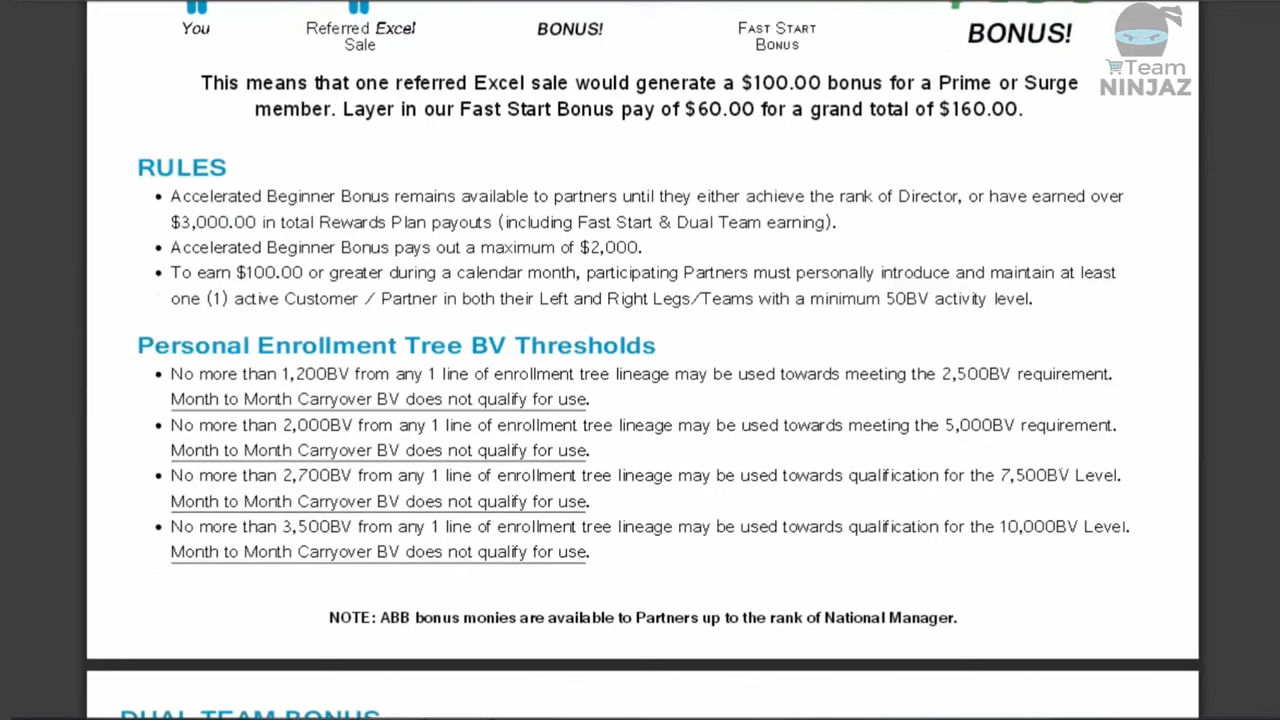 You
Referred Excel
Sale
BONUS!
FAST START
BONUS
BONUS!
Team
NINJAZ
This means that one referred Excel sale would generate a $100.00 bonus for a Prime or Surge
member. Layer in our Fast Start Bonus pay of $60.00 for a grand total of $160.00.
RULES
• Accelerated Beginner Bonus remains available to partners until they either achieve the rank of Director, or have earned over
$3,000.00 in total Rewards Plan payouts (including Fast Start & Dual Team earning).
• Accelerated Beginner Bonus pays out a maximum of $2,000.
• To earn $100.00 or greater during a calendar month, participating Partners must personally introduce and maintain at least
one (1) active Customer / Partner in both their Left and Right Legs/Teams with a minimum 50BV activity level.
Personal Enrollment Tree BV Thresholds
• No more than 1,200BV from any 1 line of enrollment tree lineage may be used towards meeting the 2,500BV requirement.
Month to Month Carryover BV does not qualify for use.
• No more than 2,000BV from any 1 line of enrollment tree lineage may be used towards meeting the 5,000BV requirement.
Month to Month Carryover BV does not qualify for use.
• No more than 2,700BV from any 1 line of enrollment tree lineage may be used towards qualification for the 7,500BV Level.
Month to Month Carryover BV does not qualify for use.
• No more than 3,500BV from any 1 line of enrollment tree lineage may be used towards qualification for the 10,000BV Level.
Month to Month Carryover BV does not qualify for use.
NOTE: ABB bonus monies are available to Partners up to the rank of National Manager.
DUAL TEAM BONUS